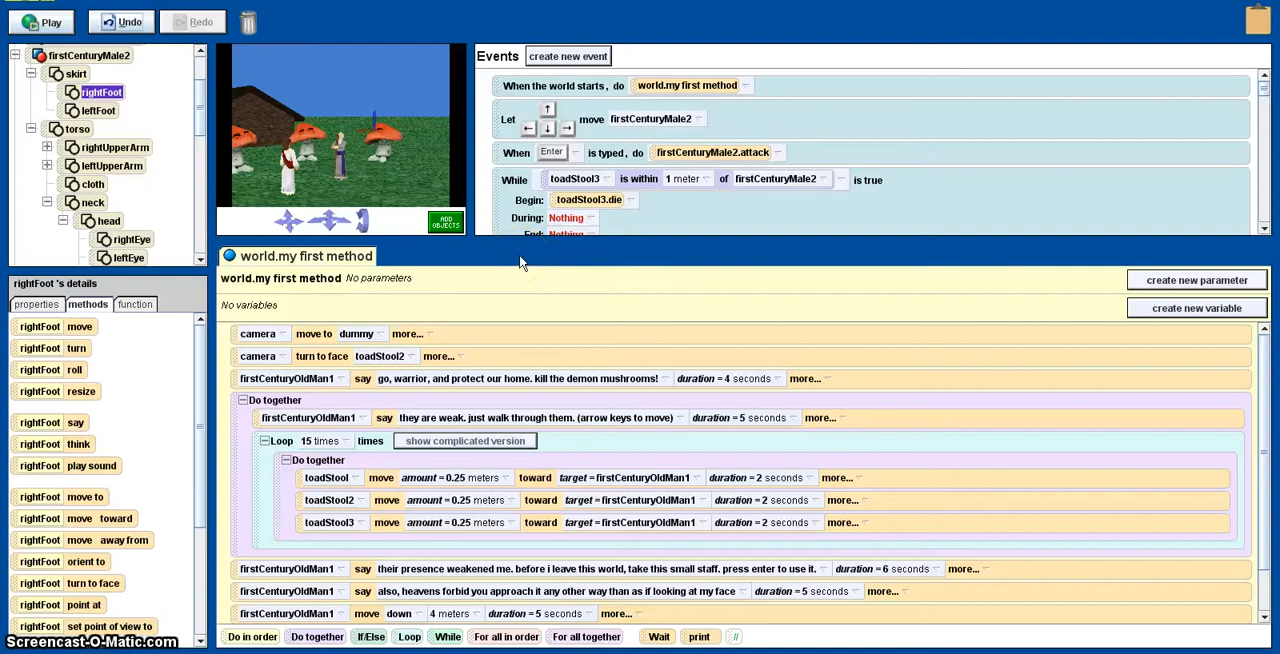 Play Undo Redo
firstCenturyMale2
skirt
rightFoot
leftFoot
torso
rightUpperArm
leftUpperArm
cloth
neck
head
rightEye
leftEye
ADD OBJECTS
Events create new event
When the world starts, do world.my first method
Let ↑ ← ↓ → move firstCenturyMale2
When Enter is typed, do firstCenturyMale2.attack
While toadStool3 is within 1 meter of firstCenturyMale2 is true
Begin: toadStool3.die
During: Nothing
End: Nothing
rightFoot 's details
properties methods function
rightFoot move
rightFoot turn
rightFoot roll
rightFoot resize
rightFoot say
rightFoot think
rightFoot play sound
rightFoot move to
rightFoot move toward
rightFoot move away from
rightFoot orient to
rightFoot turn to face
rightFoot point at
rightFoot set point of view to
world.my first method
world.my first method No parameters create new parameter
No variables create new variable
camera move to dummy more...
camera turn to face toadStool2 more...
firstCenturyOldMan1 say go, warrior, and protect our home. kill the demon mushrooms! duration = 4 seconds more...
Do together
firstCenturyOldMan1 say they are weak. just walk through them. (arrow keys to move) duration = 5 seconds more...
Loop 15 times times show complicated version
Do together
toadStool move amount = 0.25 meters toward target = firstCenturyOldMan1 duration = 2 seconds more...
toadStool2 move amount = 0.25 meters toward target = firstCenturyOldMan1 duration = 2 seconds more...
toadStool3 move amount = 0.25 meters toward target = firstCenturyOldMan1 duration = 2 seconds more...
firstCenturyOldMan1 say their presence weakened me. before i leave this world, take this small staff. press enter to use it. duration = 6 seconds more...
firstCenturyOldMan1 say also, heavens forbid you approach it any other way than as if looking at my face duration = 5 seconds more...
firstCenturyOldMan1 move down 4 meters duration = 5 seconds more...
Do in order Do together If/Else Loop While For all in order For all together Wait print //
Screencast-O-Matic.com